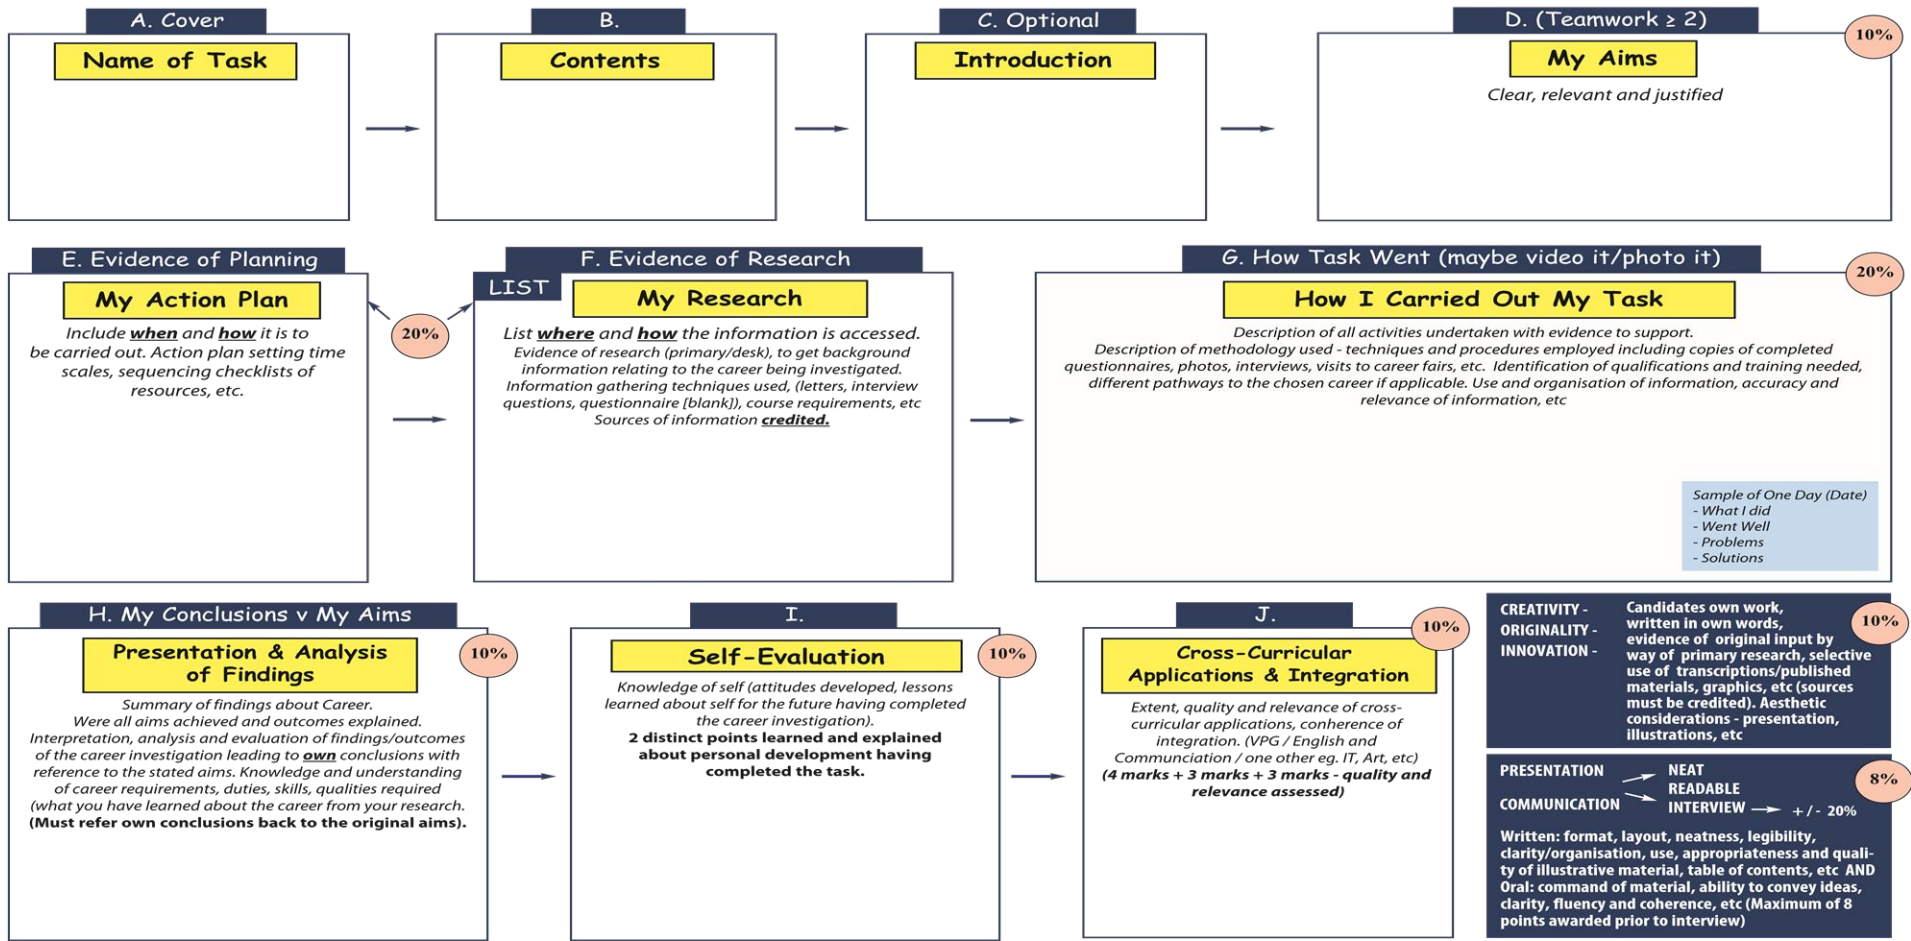 A. Cover
Name of Task
B.
Contents
C. Optional
Introduction
D. (Teamwork ≥ 2)
10%
My Aims
Clear, relevant and justified
E. Evidence of Planning
My Action Plan
Include when and how it is to
be carried out. Action plan setting time
scales, sequencing checklists of
resources, etc.
20%
F. Evidence of Research
LIST
My Research
List where and how the information is accessed.
Evidence of research (primary/desk), to get background
information relating to the career being investigated.
Information gathering techniques used, (letters, interview
questions, questionnaire [blank]), course requirements, etc
Sources of information credited.
G. How Task Went (maybe video it/photo it)
20%
How I Carried Out My Task
Description of all activities undertaken with evidence to support.
Description of methodology used - techniques and procedures employed including copies of completed
questionnaires, photos, interviews, visits to career fairs, etc. Identification of qualifications and training needed,
different pathways to the chosen career if applicable. Use and organisation of information, accuracy and
relevance of information, etc
Sample of One Day (Date)
- What I did
- Went Well
- Problems
- Solutions
H. My Conclusions v My Aims
10%
Presentation & Analysis
of Findings
Summary of findings about Career.
Were all aims achieved and outcomes explained.
Interpretation, analysis and evaluation of findings/outcomes
of the career investigation leading to own conclusions with
reference to the stated aims. Knowledge and understanding
of career requirements, duties, skills, qualities required
(what you have learned about the career from your research.
(Must refer own conclusions back to the original aims).
I.
10%
Self-Evaluation
Knowledge of self (attitudes developed, lessons
learned about self for the future having completed
the career investigation).
2 distinct points learned and explained
about personal development having
completed the task.
J.
10%
Cross-Curricular
Applications & Integration
Extent, quality and relevance of cross-
curricular applications, conherence of
integration. (VPG / English and
Communciation / one other eg. IT, Art, etc)
(4 marks + 3 marks + 3 marks - quality and
relevance assessed)
CREATIVITY -
ORIGINALITY -
INNOVATION -
Candidates own work,
written in own words,
evidence of original input by
way of primary research, selective
use of transcriptions/published
materials, graphics, etc (sources
must be credited). Aesthetic
considerations - presentation,
illustrations, etc
10%
PRESENTATION
COMMUNICATION
NEAT
READABLE
INTERVIEW
+ / - 20%
8%
Written: format, layout, neatness, legibility,
clarity/organisation, use, appropriateness and quali-
ty of illustrative material, table of contents, etc AND
Oral: command of material, ability to convey ideas,
clarity, fluency and coherence, etc (Maximum of 8
points awarded prior to interview)